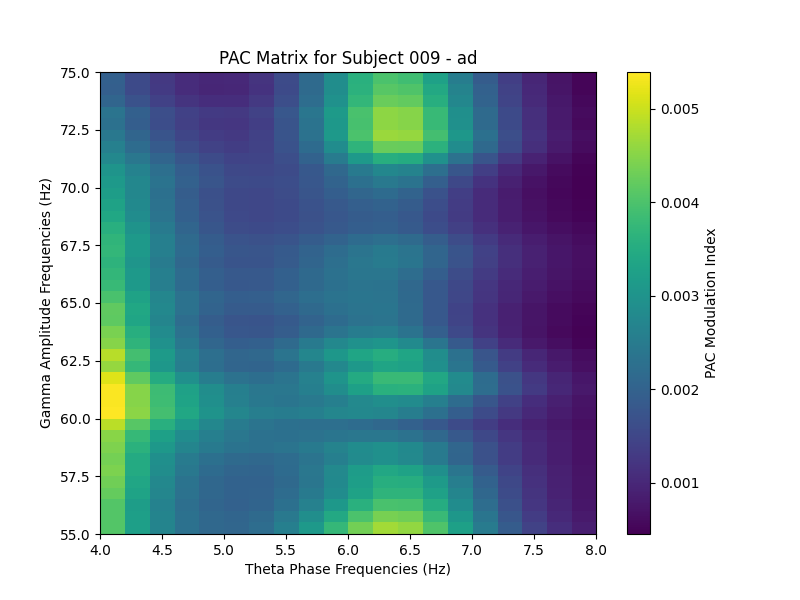 PAC Matrix for Subject 009 - ad
75.0
72.5
70.0
67.5
65.0
62.5
60.0
57.5
55.0
Gamma Amplitude Frequencies (Hz)
4.0 4.5 5.0 5.5 6.0 6.5 7.0 7.5 8.0
Theta Phase Frequencies (Hz)
0.005
0.004
0.003
0.002
0.001
PAC Modulation Index